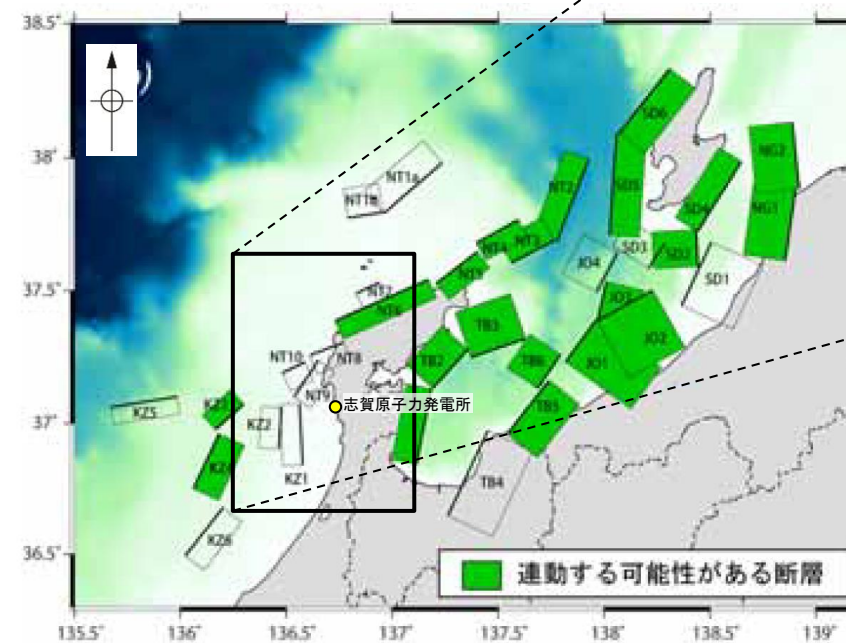 38.5°
38°
37.5°
37°
36.5°
135.5°
136°
136.5°
137°
137.5°
138°
138.5°
139°
SD6
NG2
NT1a
NT1b
NT2
SD5
SD4
NG1
NT4
NT3
SD3
SD2
JO4
SD1
NT5
NT7
NT6
JO3
TB3
JO2
NT10
NT8
TB2
TB6
JO1
NT9
志賀原子力発電所
KZ5
KZ2
TB5
KZ1
TB4
KZ6
連動する可能性がある断層